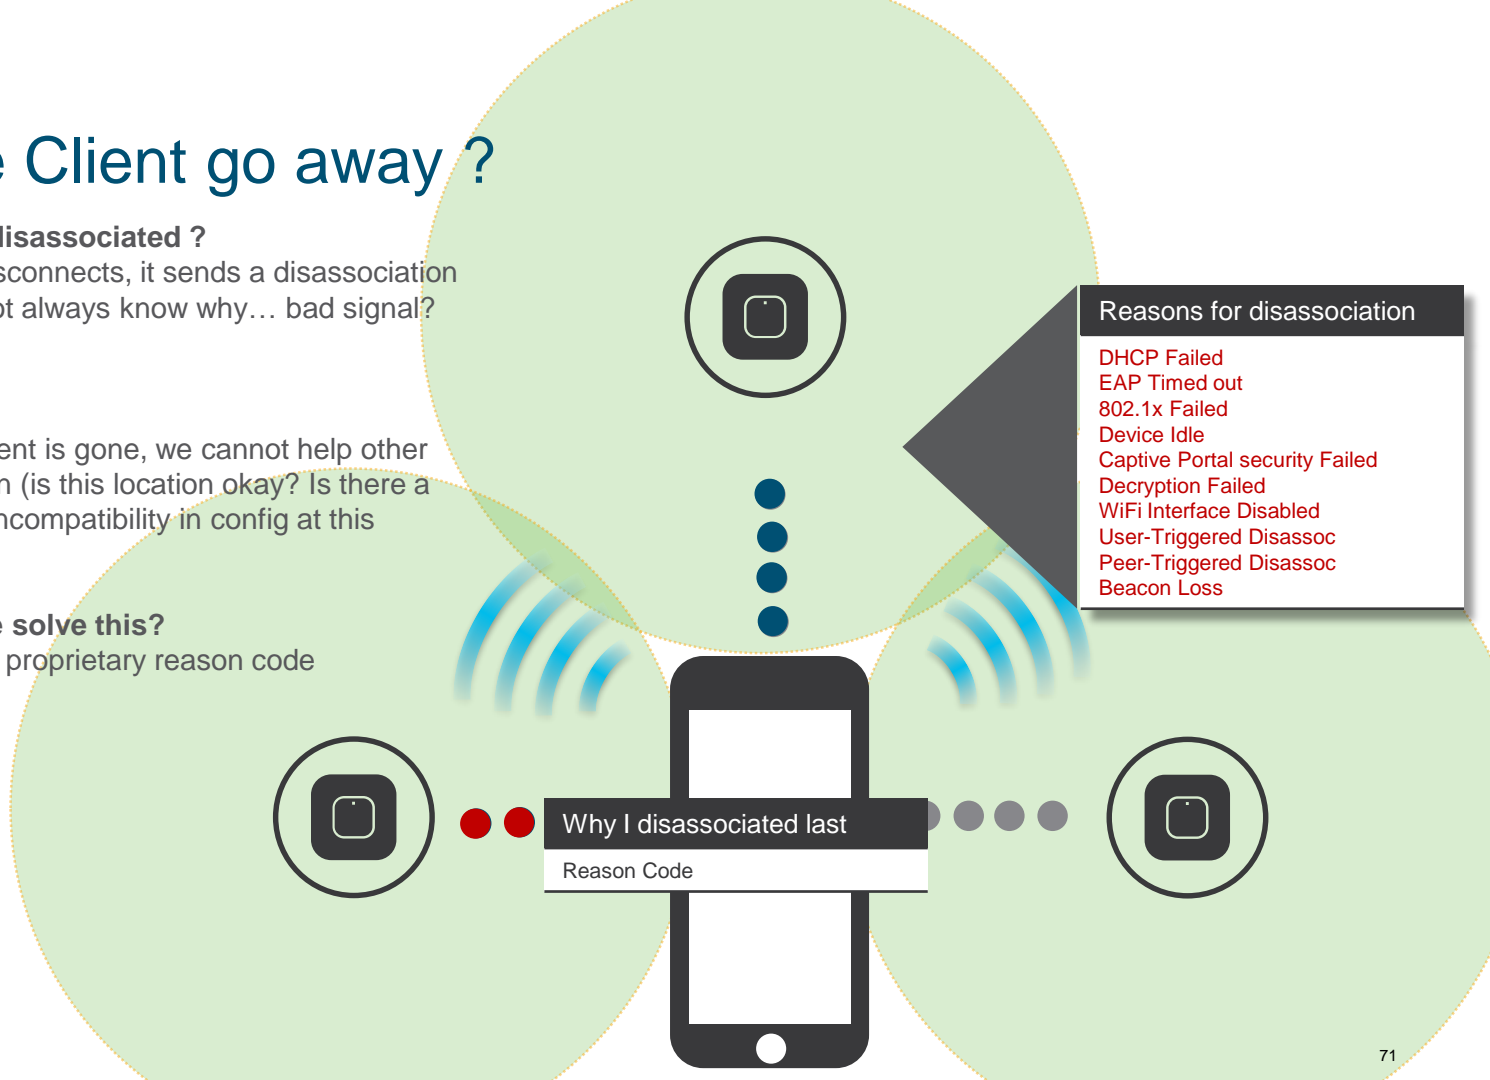 e Client go away ?
disassociated ?
sconnects, it sends a disassociation
ot always know why… bad signal?
ent is gone, we cannot help other
n (is this location okay? Is there a
ncompatibility in config at this
e solve this?
proprietary reason code
Reasons for disassociation
DHCP Failed
EAP Timed out
802.1x Failed
Device Idle
Captive Portal security Failed
Decryption Failed
WiFi Interface Disabled
User-Triggered Disassoc
Peer-Triggered Disassoc
Beacon Loss
Why I disassociated last
Reason Code
71